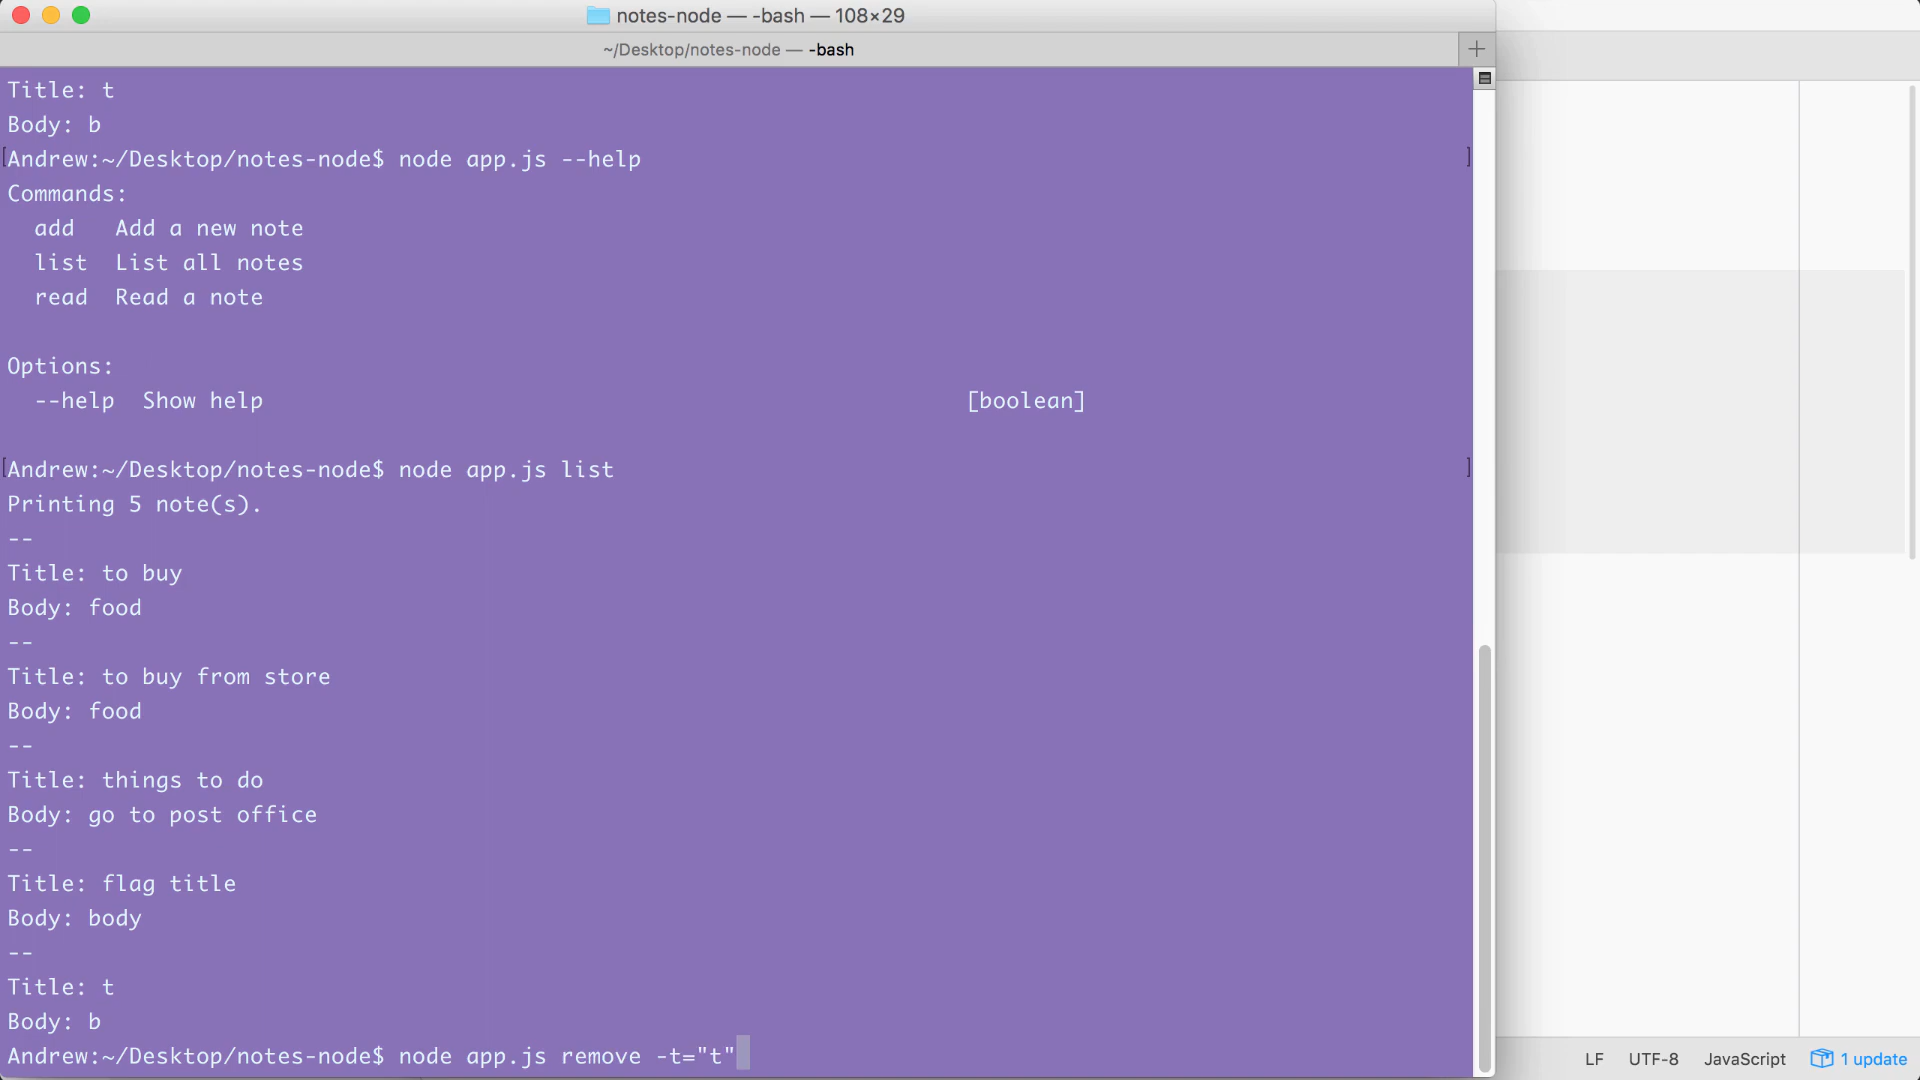 notes-node — -bash — 108×29
~/Desktop/notes-node — -bash
Title: t
Body: b
[Andrew:~/Desktop/notes-node$ node app.js --help ]
Commands:
add   Add a new note
list  List all notes
read  Read a note
Options:
--help  Show help [boolean]
[Andrew:~/Desktop/notes-node$ node app.js list ]
Printing 5 note(s).
--
Title: to buy
Body: food
--
Title: to buy from store
Body: food
--
Title: things to do
Body: go to post office
--
Title: flag title
Body: body
--
Title: t
Body: b
Andrew:~/Desktop/notes-node$ node app.js remove -t="t"
LF UTF-8 JavaScript 1 update